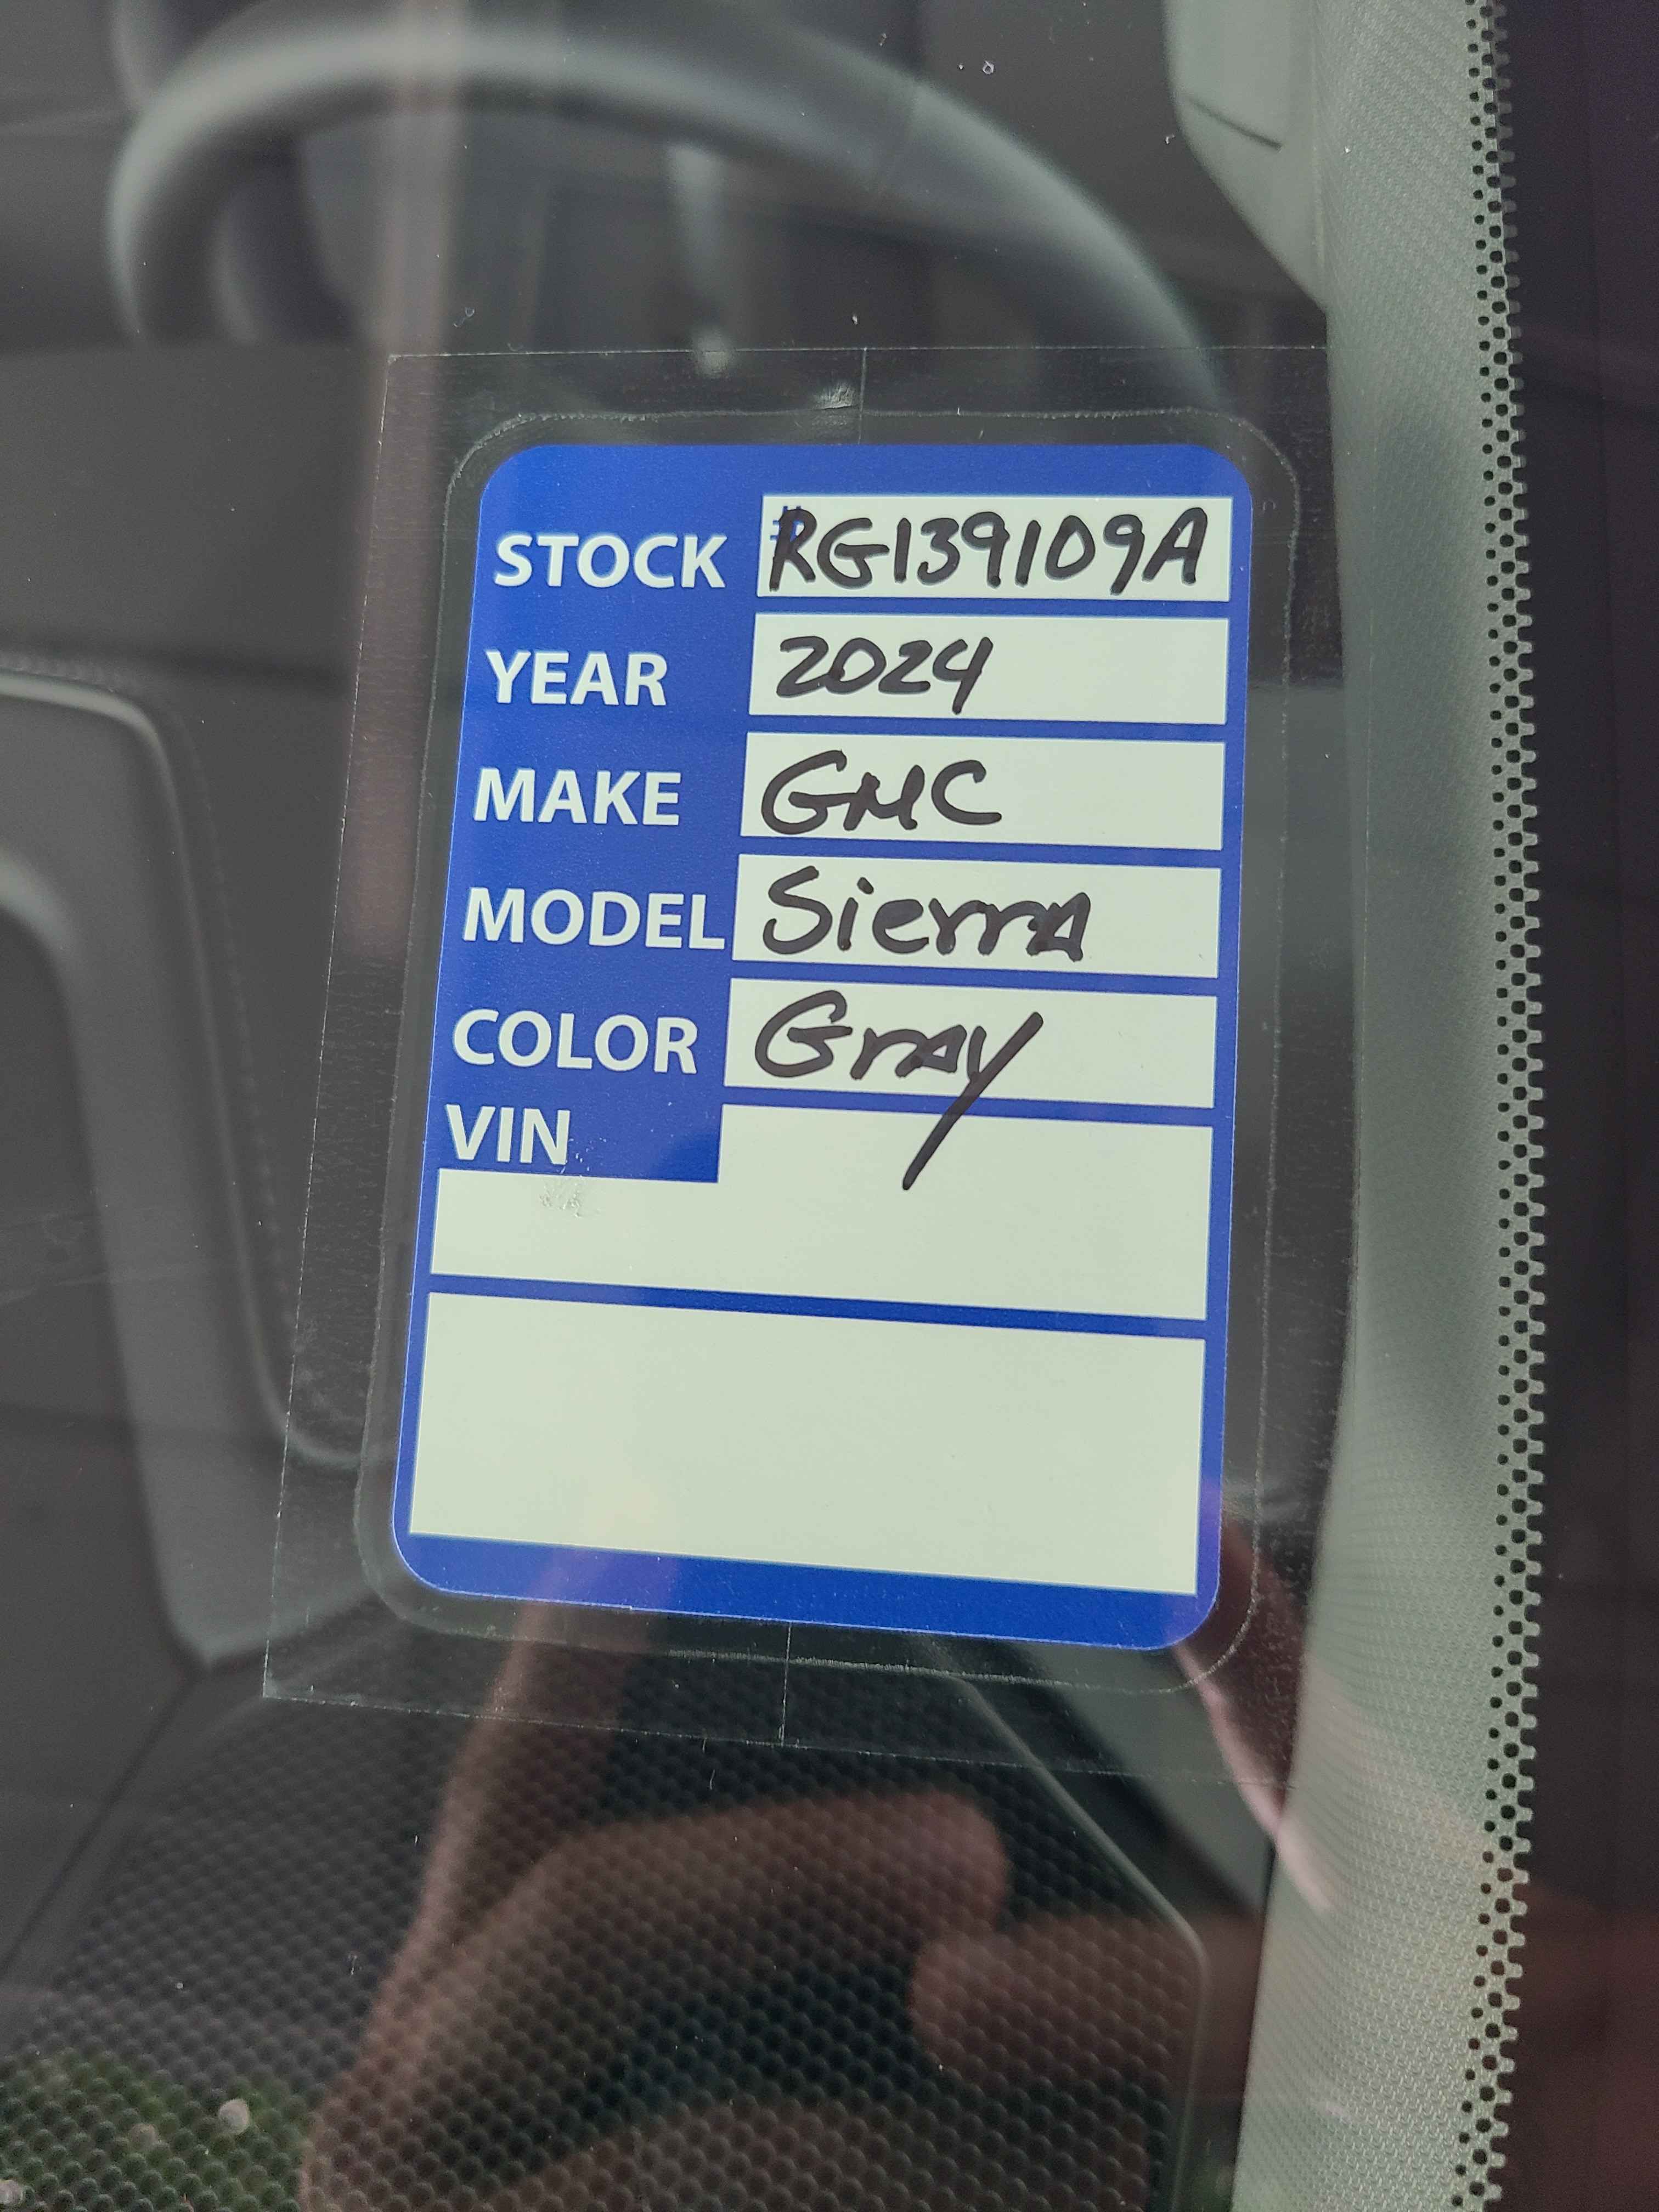 STOCK #RG139109A
YEAR 2024
MAKE GMC
MODEL SierrA
COLOR GrAy
VIN